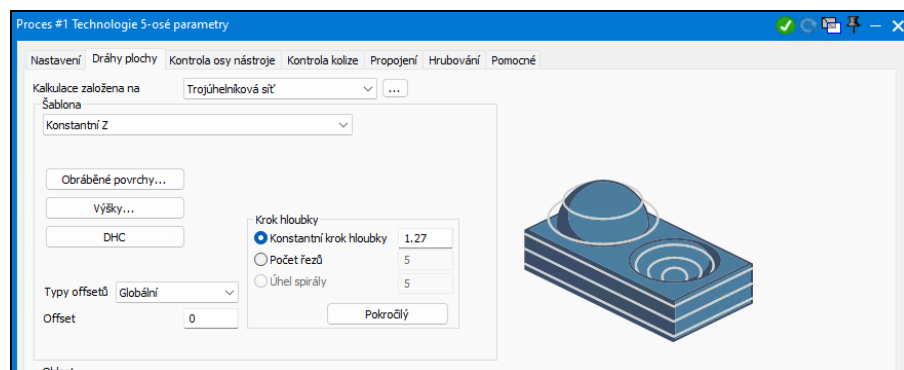 Proces #1 Technologie 5-osé parametry
Nastavení Dráhy plochy Kontrola osy nástroje Kontrola kolize Propojení Hrubování Pomocné
Kalkulace založena na Trojúhelníková síť ...
Šablona
Konstantní Z
Obráběné povrchy...
Výšky...
DHC
Krok hloubky
Konstantní krok hloubky 1.27
Počet řezů 5
Úhel spirály 5
Pokročilý
Typy offsetů Globální
Offset 0